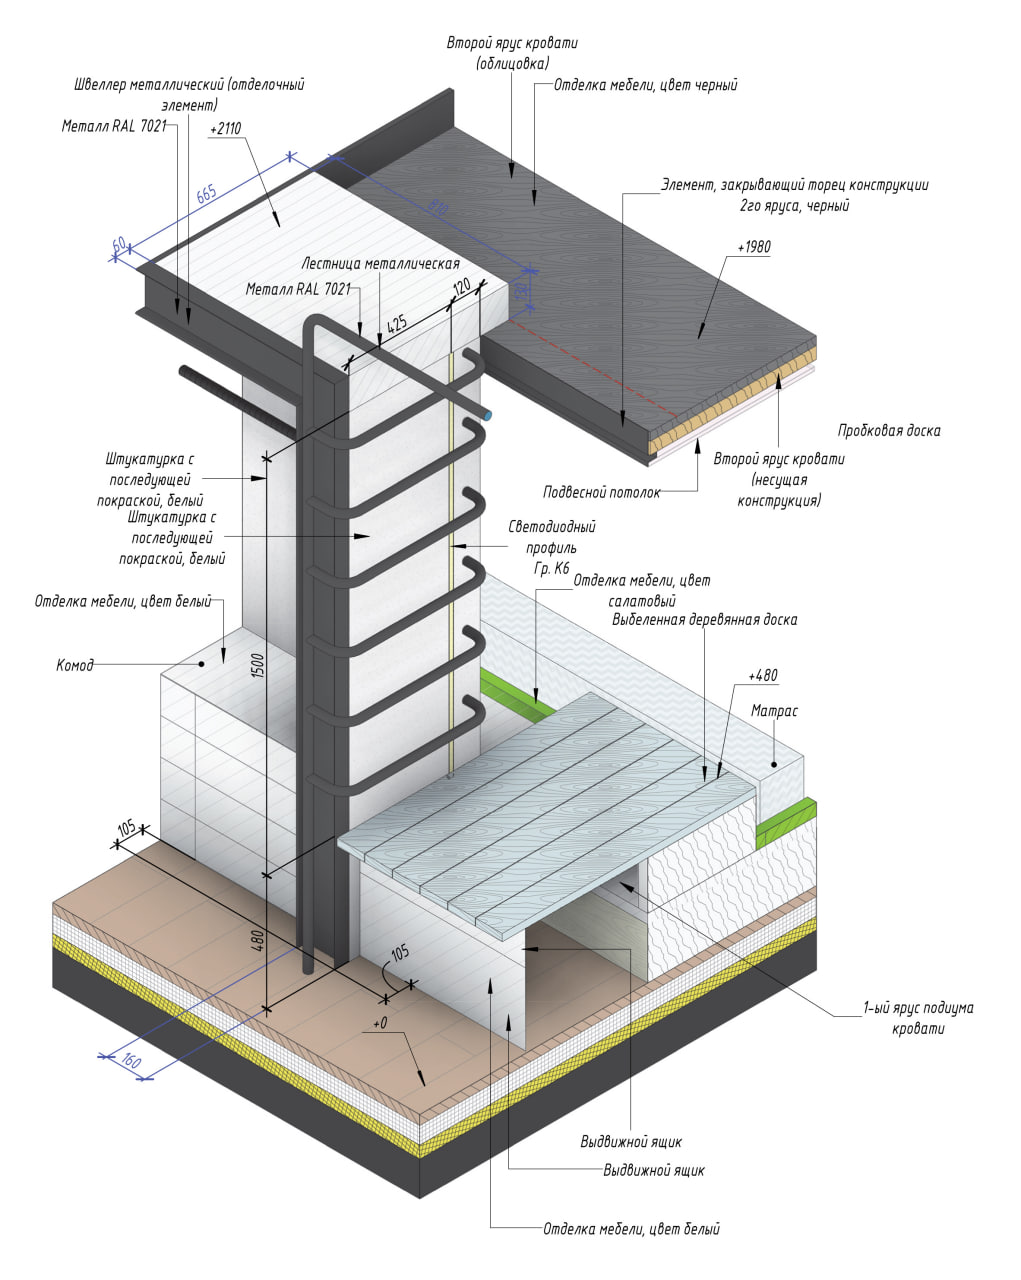 Второй ярус кровати
(облицовка)
Отделка мебели, цвет черный
Швеллер металлический (отделочный
элемент)
Металл RAL 7021
+2110
665
60
810
Элемент, закрывающий торец конструкции
2го яруса, черный
+1980
Лестница металлическая
Металл RAL 7021
120
425
Пробковая доска
Второй ярус кровати
(несущая
конструкция)
Подвесной потолок
Штукатурка с
последующей
покраской, белый
Штукатурка с
последующей
покраской, белый
Светодиодный
профиль
Гр. К6
Отделка мебели, цвет
салатовый
Выбеленная деревянная доска
Отделка мебели, цвет белый
Комод
1500
+480
Матрас
105
480
105
+0
160
1-ый ярус подиума
кровати
Выдвижной ящик
Выдвижной ящик
Отделка мебели, цвет белый